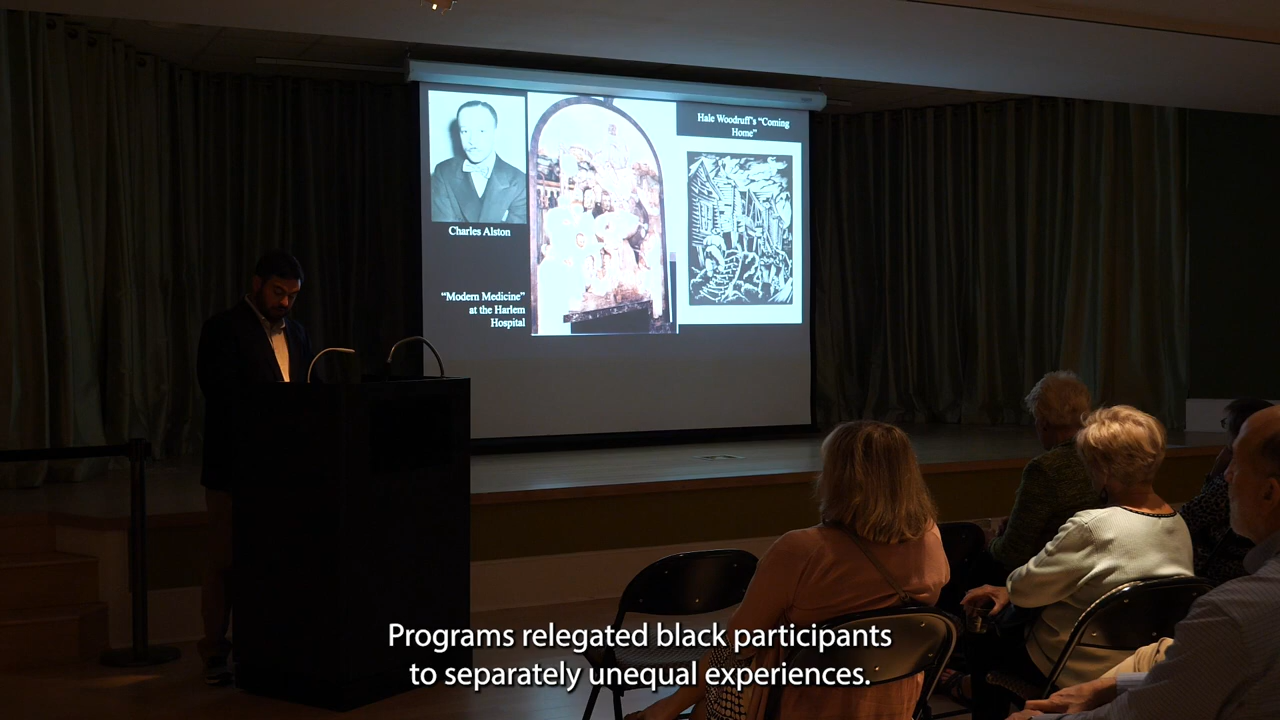 Charles Alston
"Modern Medicine"
at the Harlem
Hospital
Hale Woodruff's "Coming
Home"
Programs relegated black participants
to separately unequal experiences.